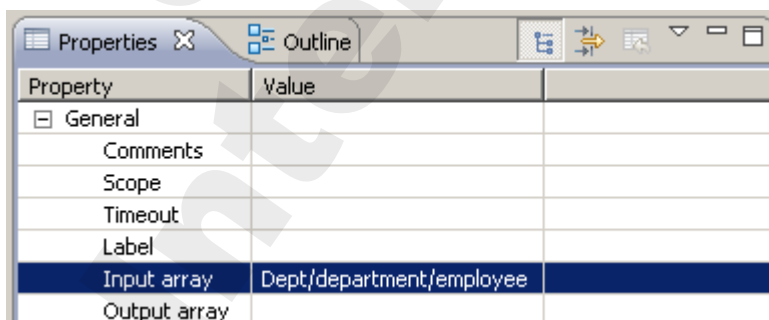 Properties Outline
Property Value
General
Comments
Scope
Timeout
Label
Input array Dept/department/employee
Output array